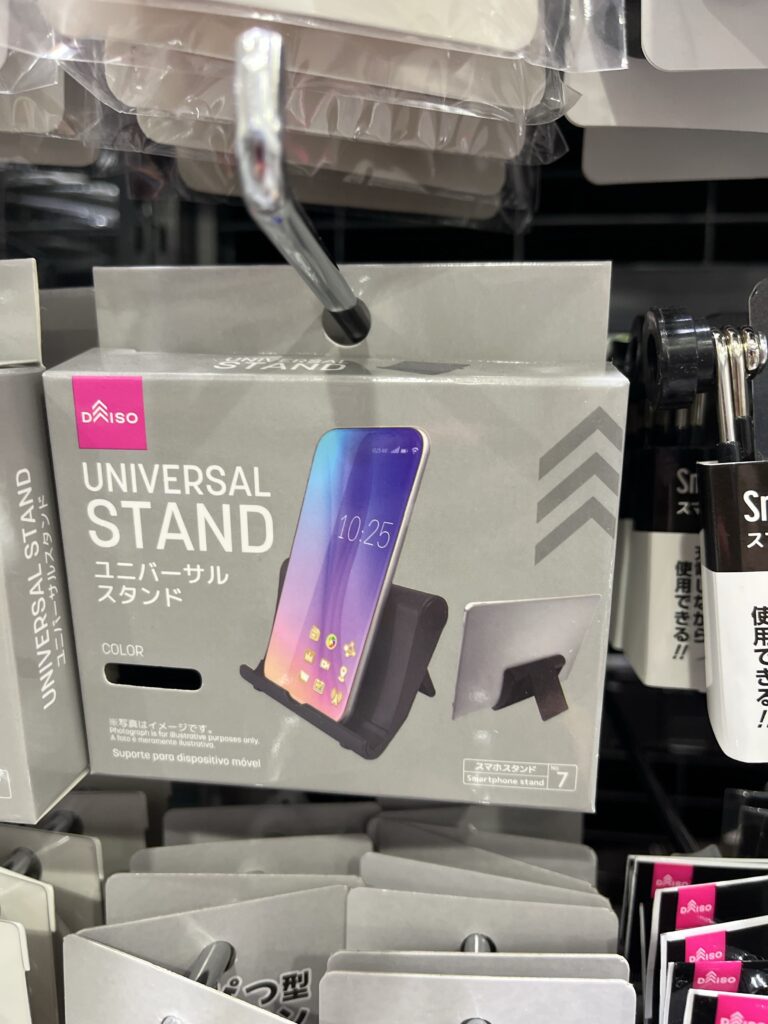 UNIVERSAL
STAND
DAISO
UNIVERSAL
STAND
ユニバーサル
スタンド
10:25
COLOR
※写真はイメージです。
Photograph is for illustrative purposes only.
A foto é meramente ilustrativa.
Suporte para dispositivo móvel
スマホスタンド
Smartphone stand
No.
7
UNIVERSAL STAND
ユニバーサルスタンド
使用できる!!
使用できる!!
つ型
DAISO
DAISO
DAISO
DAISO
DAISO